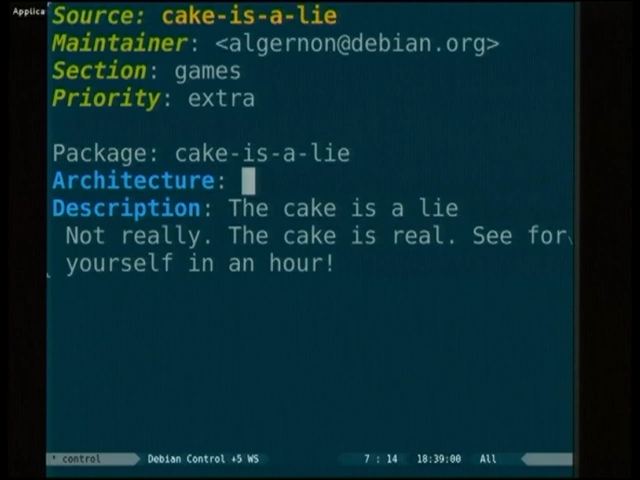 Applica
Source: cake-is-a-lie
Maintainer: <algernon@debian.org>
Section: games
Priority: extra
Package: cake-is-a-lie
Architecture:
Description: The cake is a lie
Not really. The cake is real. See for\
yourself in an hour!
* control Debian Control +5 WS 7 : 14 18:39:00 All